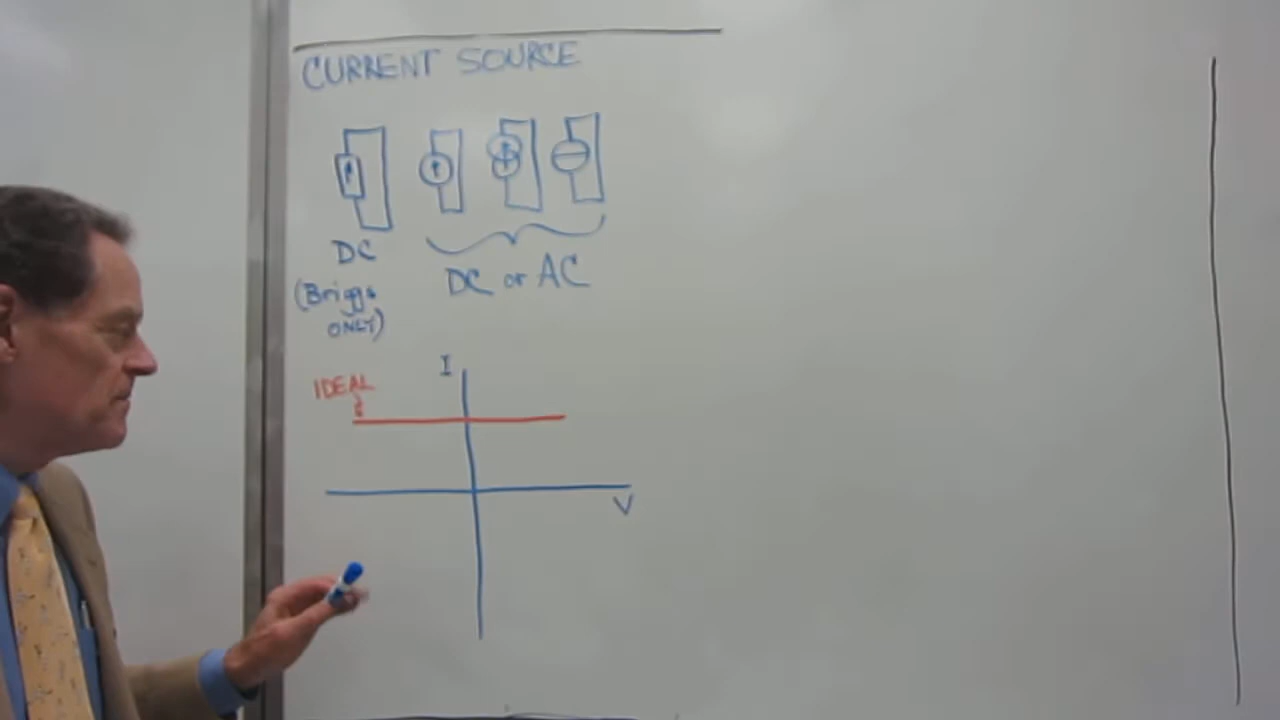 CURRENT SOURCE
DC
DC or AC
(Briggs
ONLY)
I
IDEAL
V